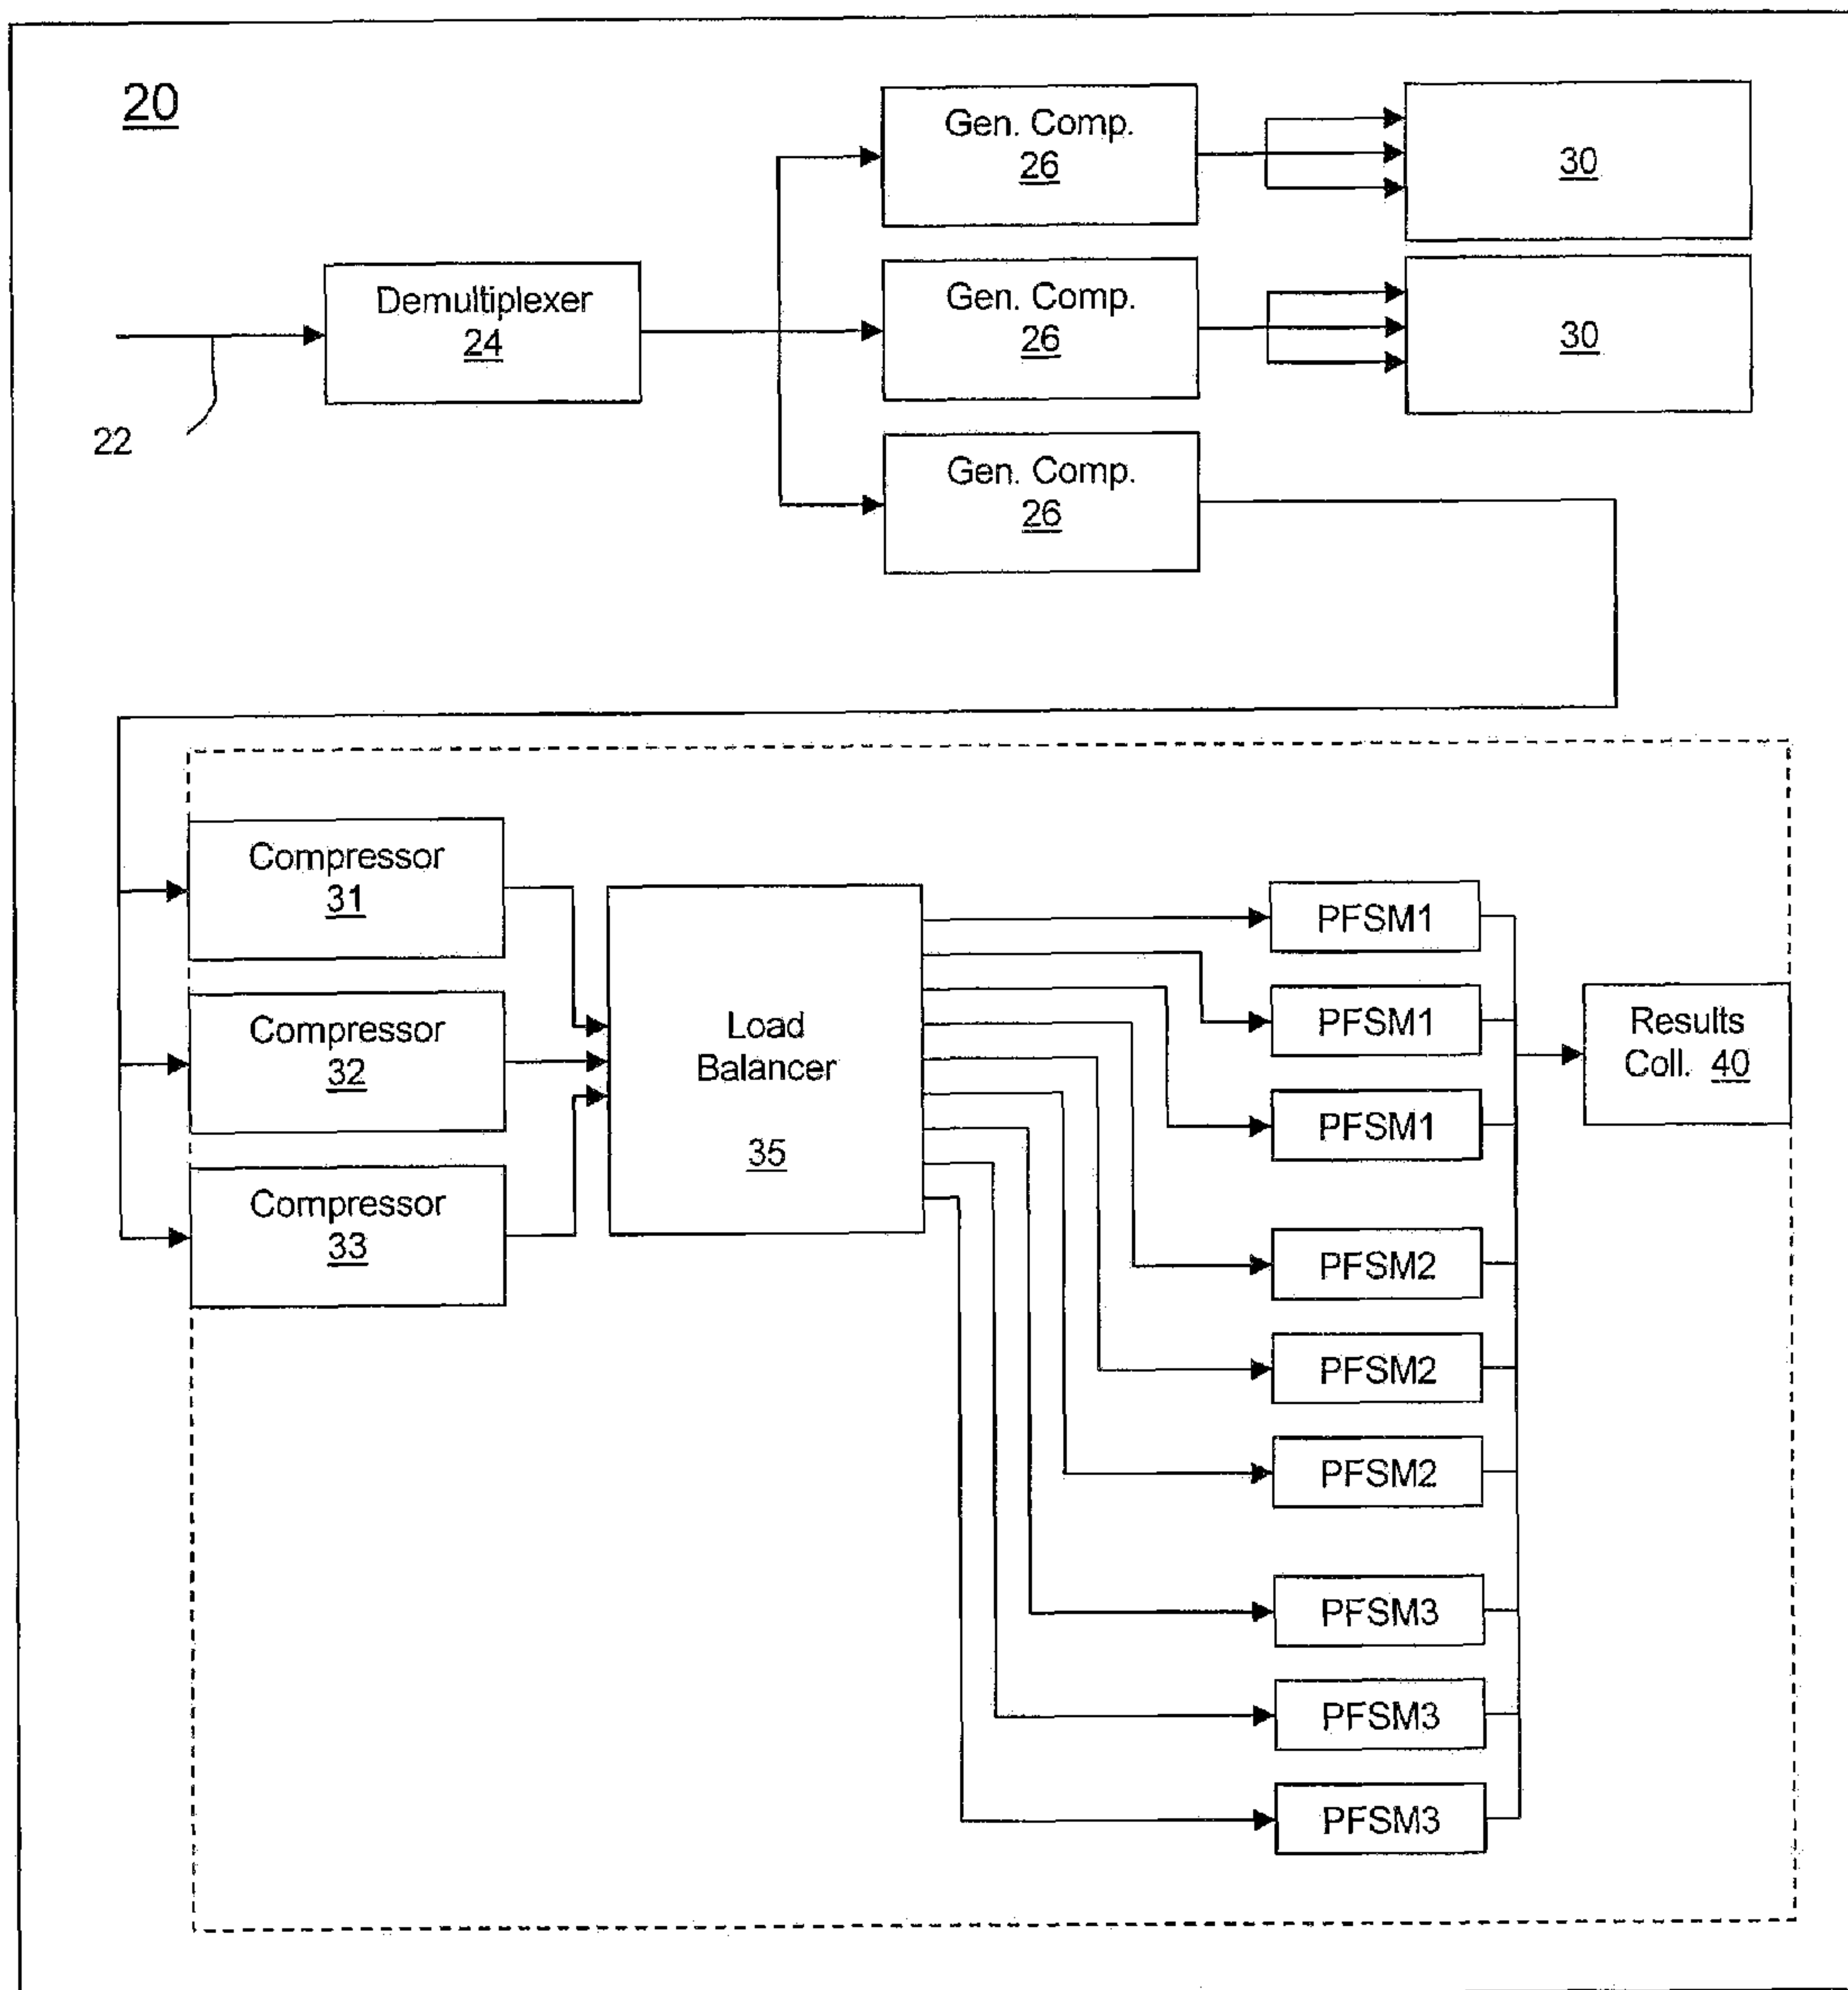 20
Gen. Comp.
26
30
Demultiplexer
24
Gen. Comp.
26
30
22
Gen. Comp.
26
Compressor
31
Compressor
32
Compressor
33
Load
Balancer
35
PFSM1
PFSM1
PFSM1
PFSM2
PFSM2
PFSM2
PFSM3
PFSM3
PFSM3
Results
Coll. 40